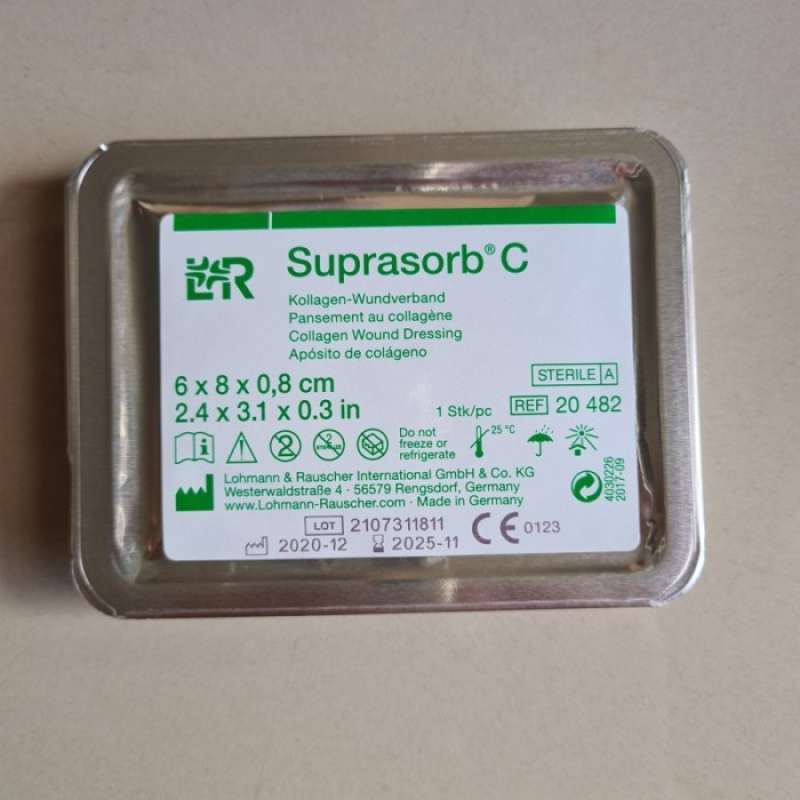 L&R
Suprasorb® C
Kollagen-Wundverband
Pansement au collagène
Collagen Wound Dressing
Apósito de colágeno
6 x 8 x 0,8 cm
2.4 x 3.1 x 0.3 in
1 Stk/pc
STERILE A
REF 20 482
Do not
freeze or
refrigerate
25 °C
Lohmann & Rauscher International GmbH & Co. KG
Westerwaldstraße 4 · 56579 Rengsdorf, Germany
www.Lohmann-Rauscher.com · Made in Germany
4030226
2017-09
LOT 2107311811
2020-12 2025-11
CE 0123